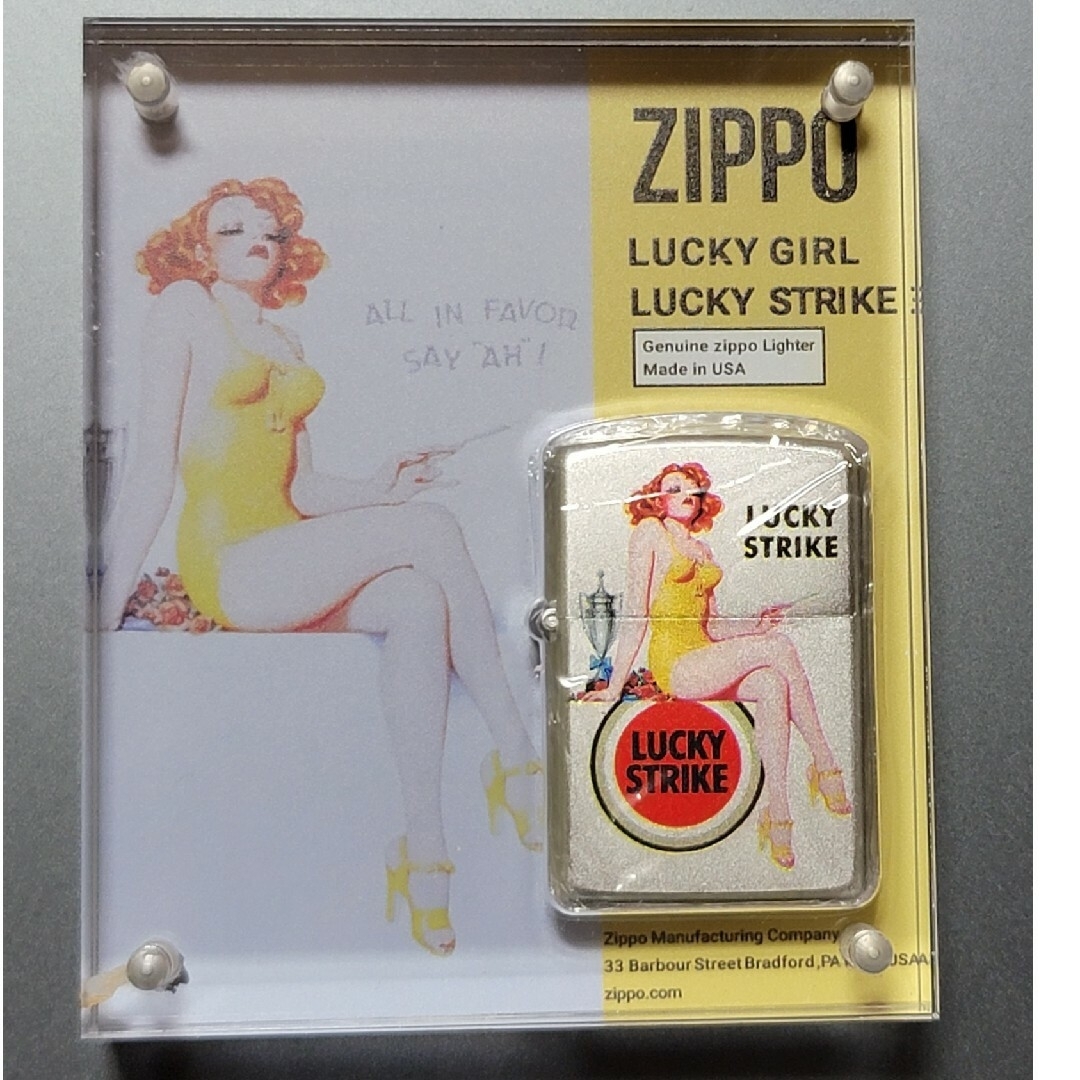 ZIPPO
LUCKY GIRL
LUCKY STRIKE
Genuine zippo Lighter
Made in USA
ALL IN FAVOR
SAY "AH"!
LUCKY
STRIKE
LUCKY
STRIKE
Zippo Manufacturing Company
33 Barbour Street Bradford,PA
zippo.com